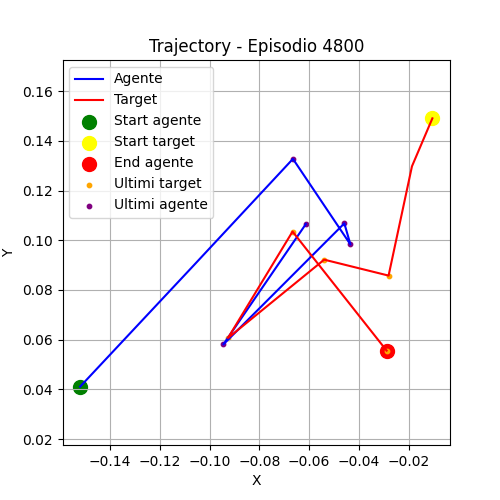 Trajectory - Episodio 4800
Agente
Target
Start agente
Start target
End agente
Ultimi target
Ultimi agente
Y
0.16
0.14
0.12
0.10
0.08
0.06
0.04
0.02
−0.14 −0.12 −0.10 −0.08 −0.06 −0.04 −0.02
X